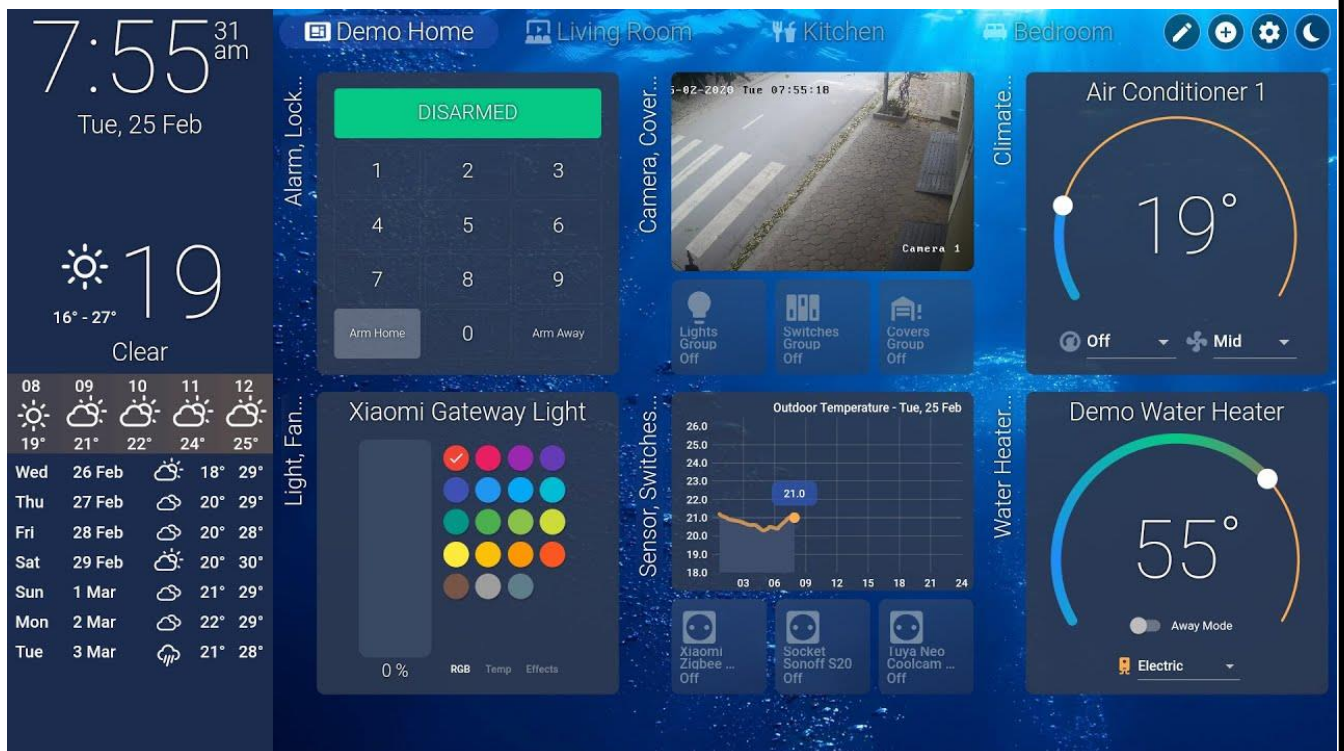 7:55 31 am
Tue, 25 Feb
19
16° - 27°
Clear
08 09 10 11 12
19° 21° 22° 24° 25°
Wed 26 Feb 18° 29°
Thu 27 Feb 20° 29°
Fri 28 Feb 20° 28°
Sat 29 Feb 20° 30°
Sun 1 Mar 21° 29°
Mon 2 Mar 22° 29°
Tue 3 Mar 21° 28°
Demo Home Living Room Kitchen Bedroom
Alarm, Lock...
DISARMED
1 2 3
4 5 6
7 8 9
Arm Home 0 Arm Away
Camera, Cover...
-02-2020 Tue 07:55:18
Camera 1
Lights Group Off
Switches Group Off
Covers Group Off
Climate...
Air Conditioner 1
19°
Off Mid
Light, Fan...
Xiaomi Gateway Light
0 %
RGB Temp Effects
Sensor, Switches...
Outdoor Temperature - Tue, 25 Feb
26.0
25.0
24.0
23.0
22.0
21.0
20.0
19.0
18.0
21.0
03 06 09 12 15 18 21 24
Xiaomi Zigbee ... Off
Socket Sonoff S20 Off
Tuya Neo Coolcam ... Off
Water Heater...
Demo Water Heater
55°
Away Mode
Electric